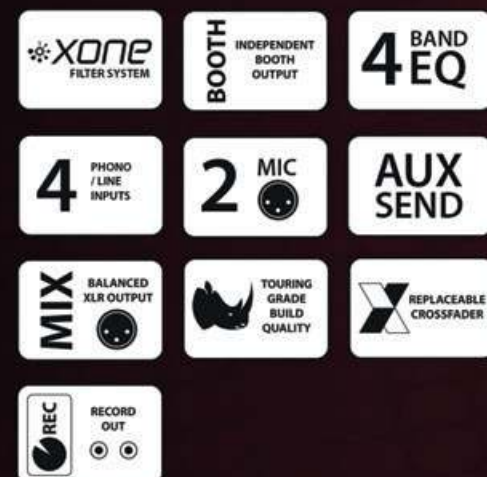 XONE
FILTER SYSTEM
BOOTH
INDEPENDENT
BOOTH
OUTPUT
4 BAND
EQ
4
PHONO
/ LINE
INPUTS
2
MIC
AUX
SEND
MIX
BALANCED
XLR OUTPUT
TOURING
GRADE
BUILD
QUALITY
REPLACEABLE
CROSSFADER
REC
RECORD
OUT